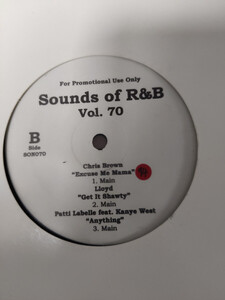 For Promotional Use Only
Sounds of R&B
Vol. 70
B
Side
SOR070
Chris Brown
"Excuse Me Mama"
1. Main
Lloyd
"Get It Shawty"
2. Main
Patti Labelle feat. Kanye West
"Anything"
3. Main